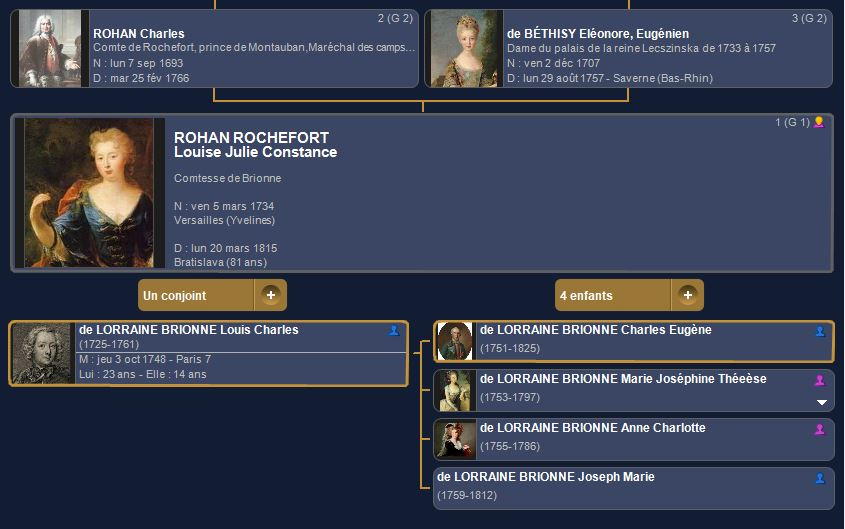 2 (G 2)
ROHAN Charles
Comte de Rochefort, prince de Montauban,Maréchal des camps...
N : lun 7 sep 1693
D : mar 25 fév 1766
3 (G 2)
de BÉTHISY Eléonore, Eugénien
Dame du palais de la reine Lecszinska de 1733 à 1757
N : ven 2 déc 1707
D : lun 29 août 1757 - Saverne (Bas-Rhin)
1 (G 1)
ROHAN ROCHEFORT
Louise Julie Constance
Comtesse de Brionne
N : ven 5 mars 1734
Versailles (Yvelines)
D : lun 20 mars 1815
Bratislava (81 ans)
Un conjoint +
4 enfants +
de LORRAINE BRIONNE Louis Charles
(1725-1761)
M : jeu 3 oct 1748 - Paris 7
Lui : 23 ans - Elle : 14 ans
de LORRAINE BRIONNE Charles Eugène
(1751-1825)
de LORRAINE BRIONNE Marie Joséphine Théeèse
(1753-1797)
de LORRAINE BRIONNE Anne Charlotte
(1755-1786)
de LORRAINE BRIONNE Joseph Marie
(1759-1812)